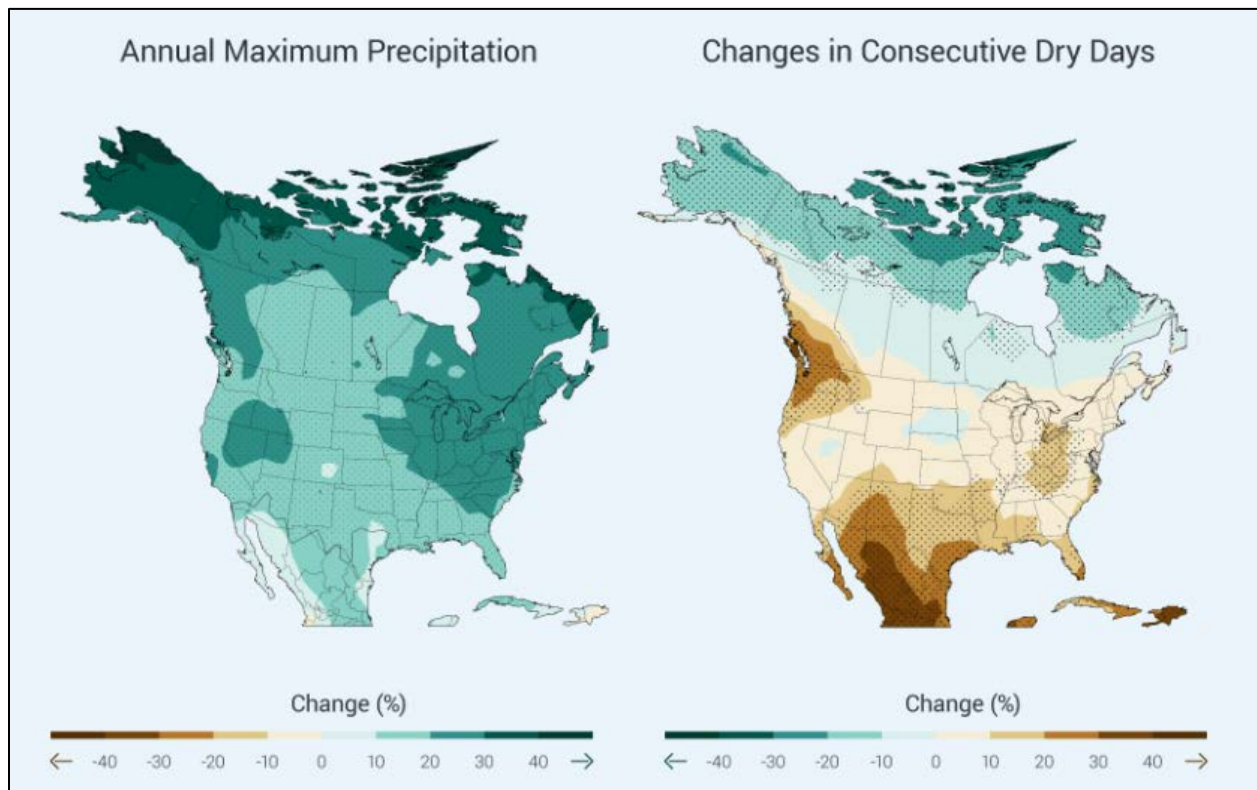 Annual Maximum Precipitation
Changes in Consecutive Dry Days
Change (%)
← -40 -30 -20 -10 0 10 20 30 40 →
Change (%)
← -40 -30 -20 -10 0 10 20 30 40 →